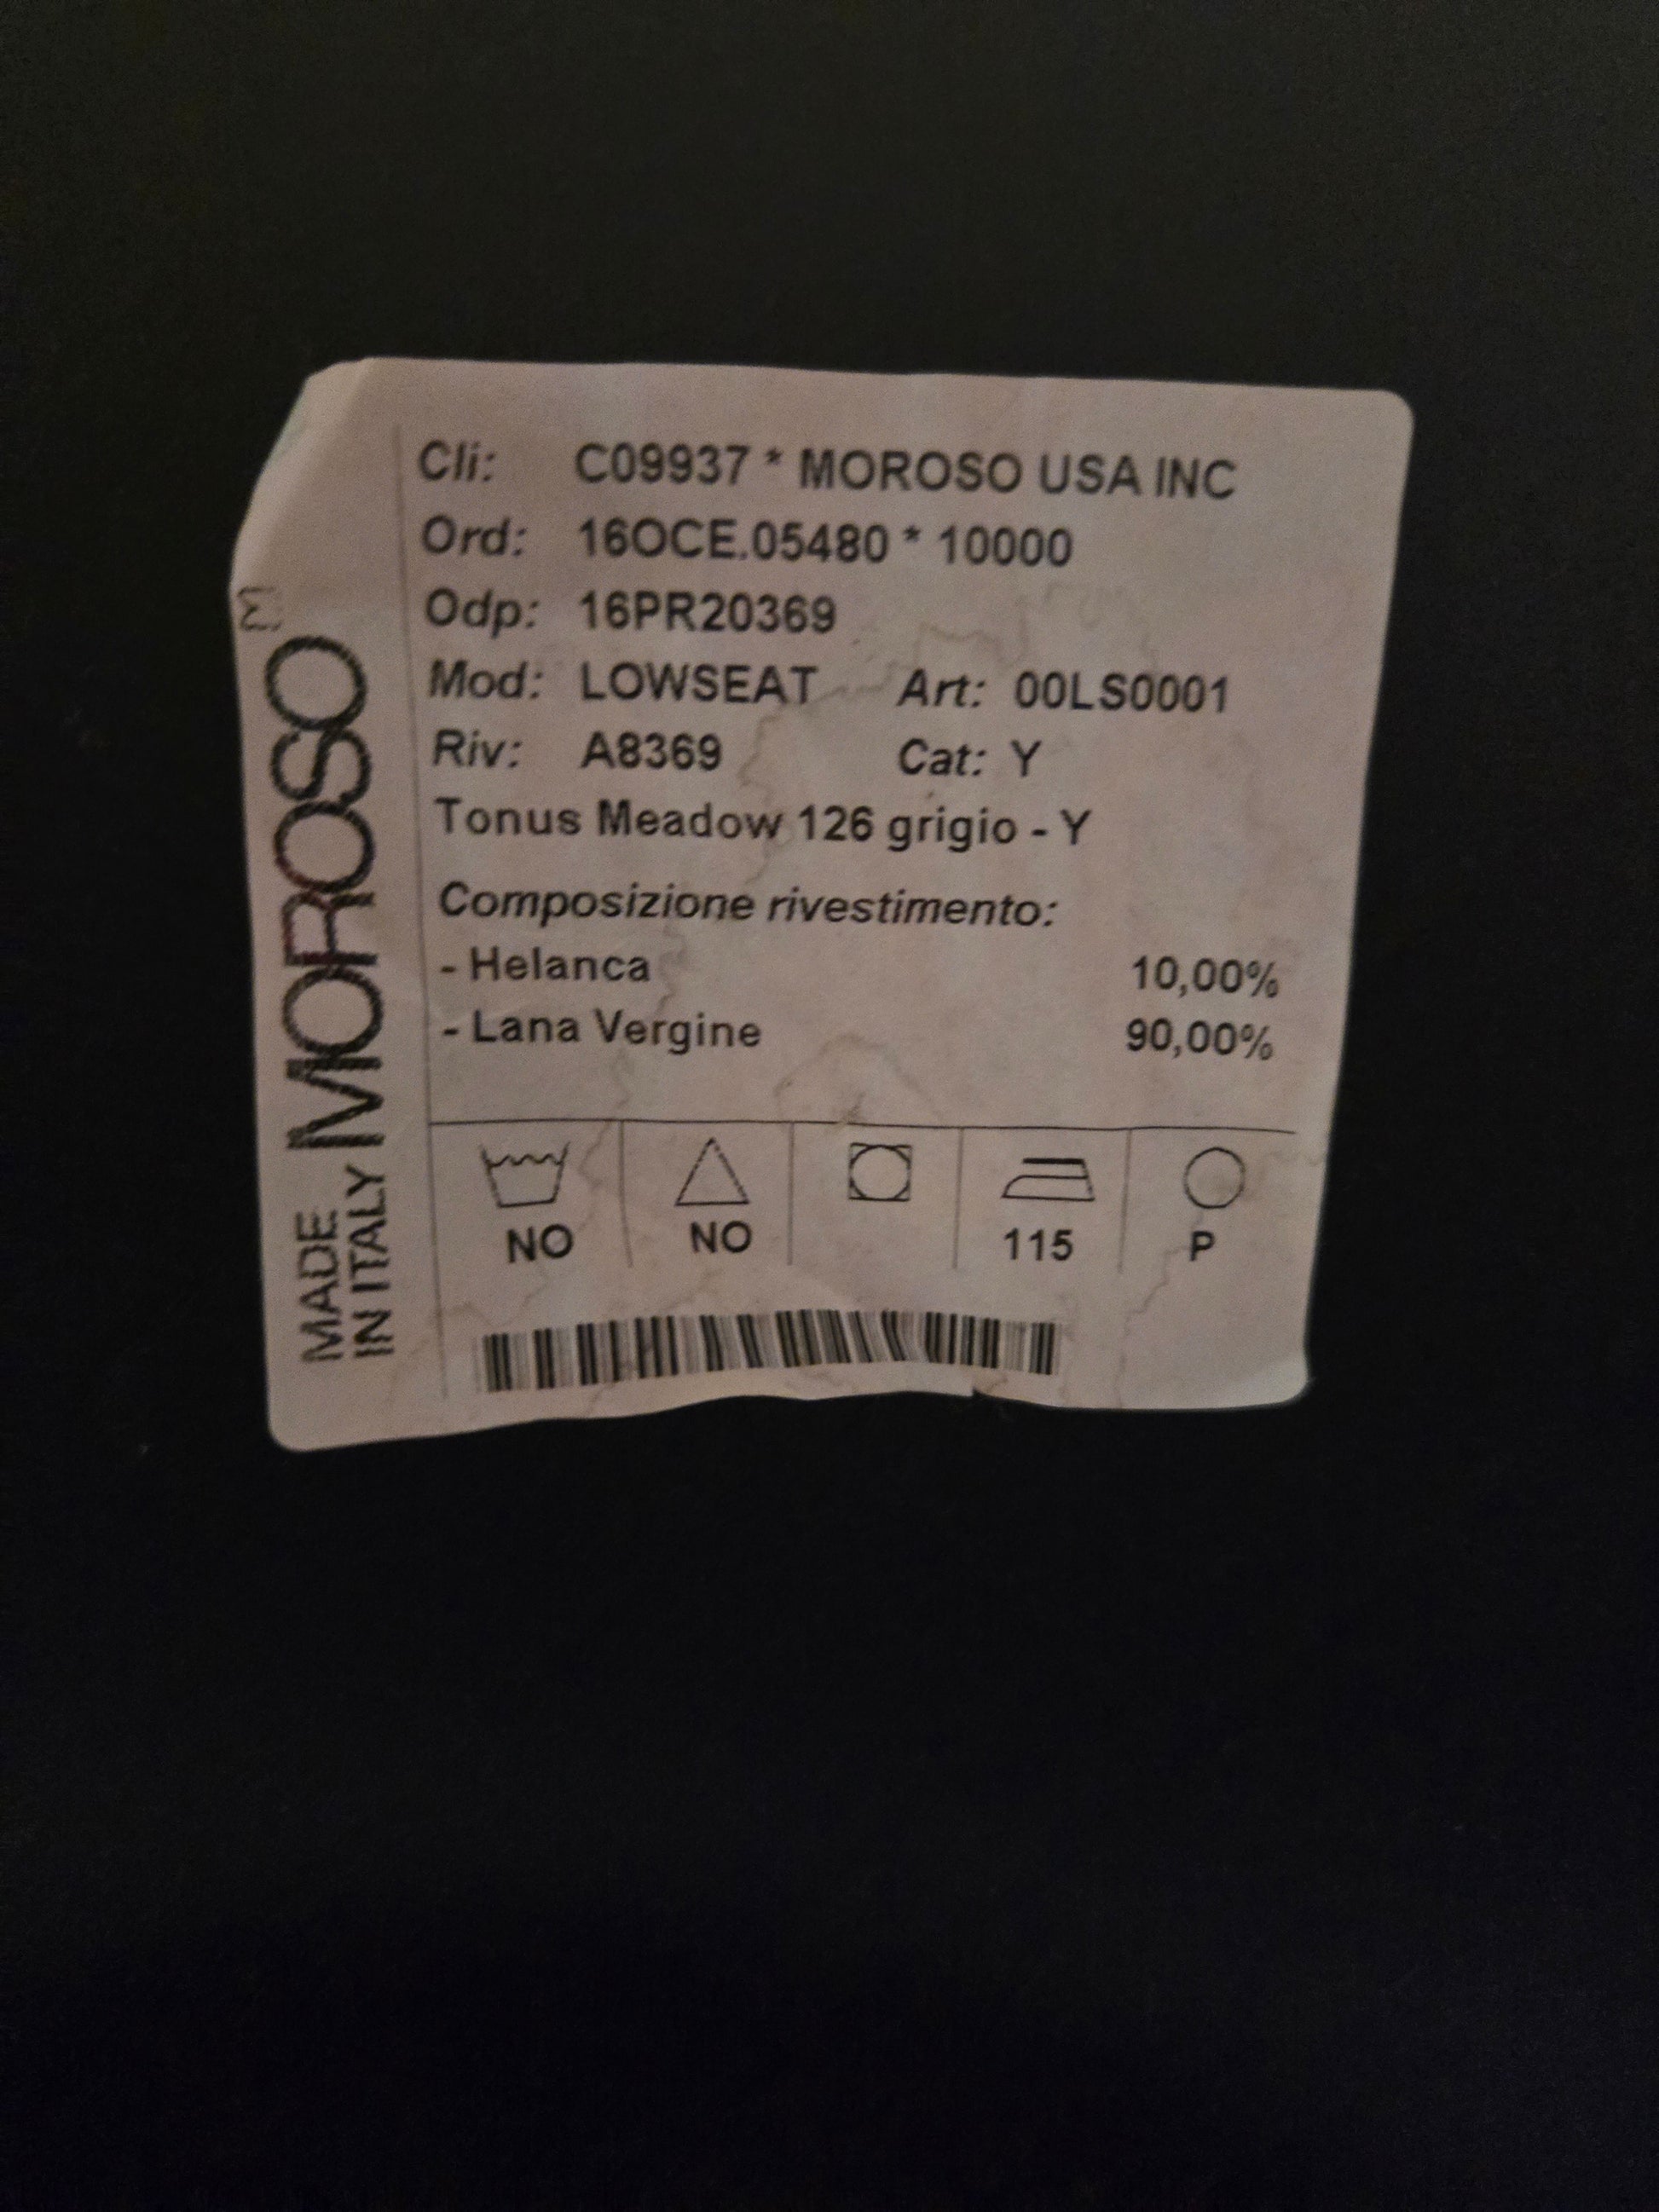 Cli: C09937 * MOROSO USA INC
Ord: 16OCE.05480 * 10000
Odp: 16PR20369
Mod: LOWSEAT Art: 00LS0001
Riv: A8369 Cat: Y
Tonus Meadow 126 grigio - Y
Composizione rivestimento:
- Helanca 10,00%
- Lana Vergine 90,00%
NO NO 115 P
MADE
IN ITALY
MOROSO